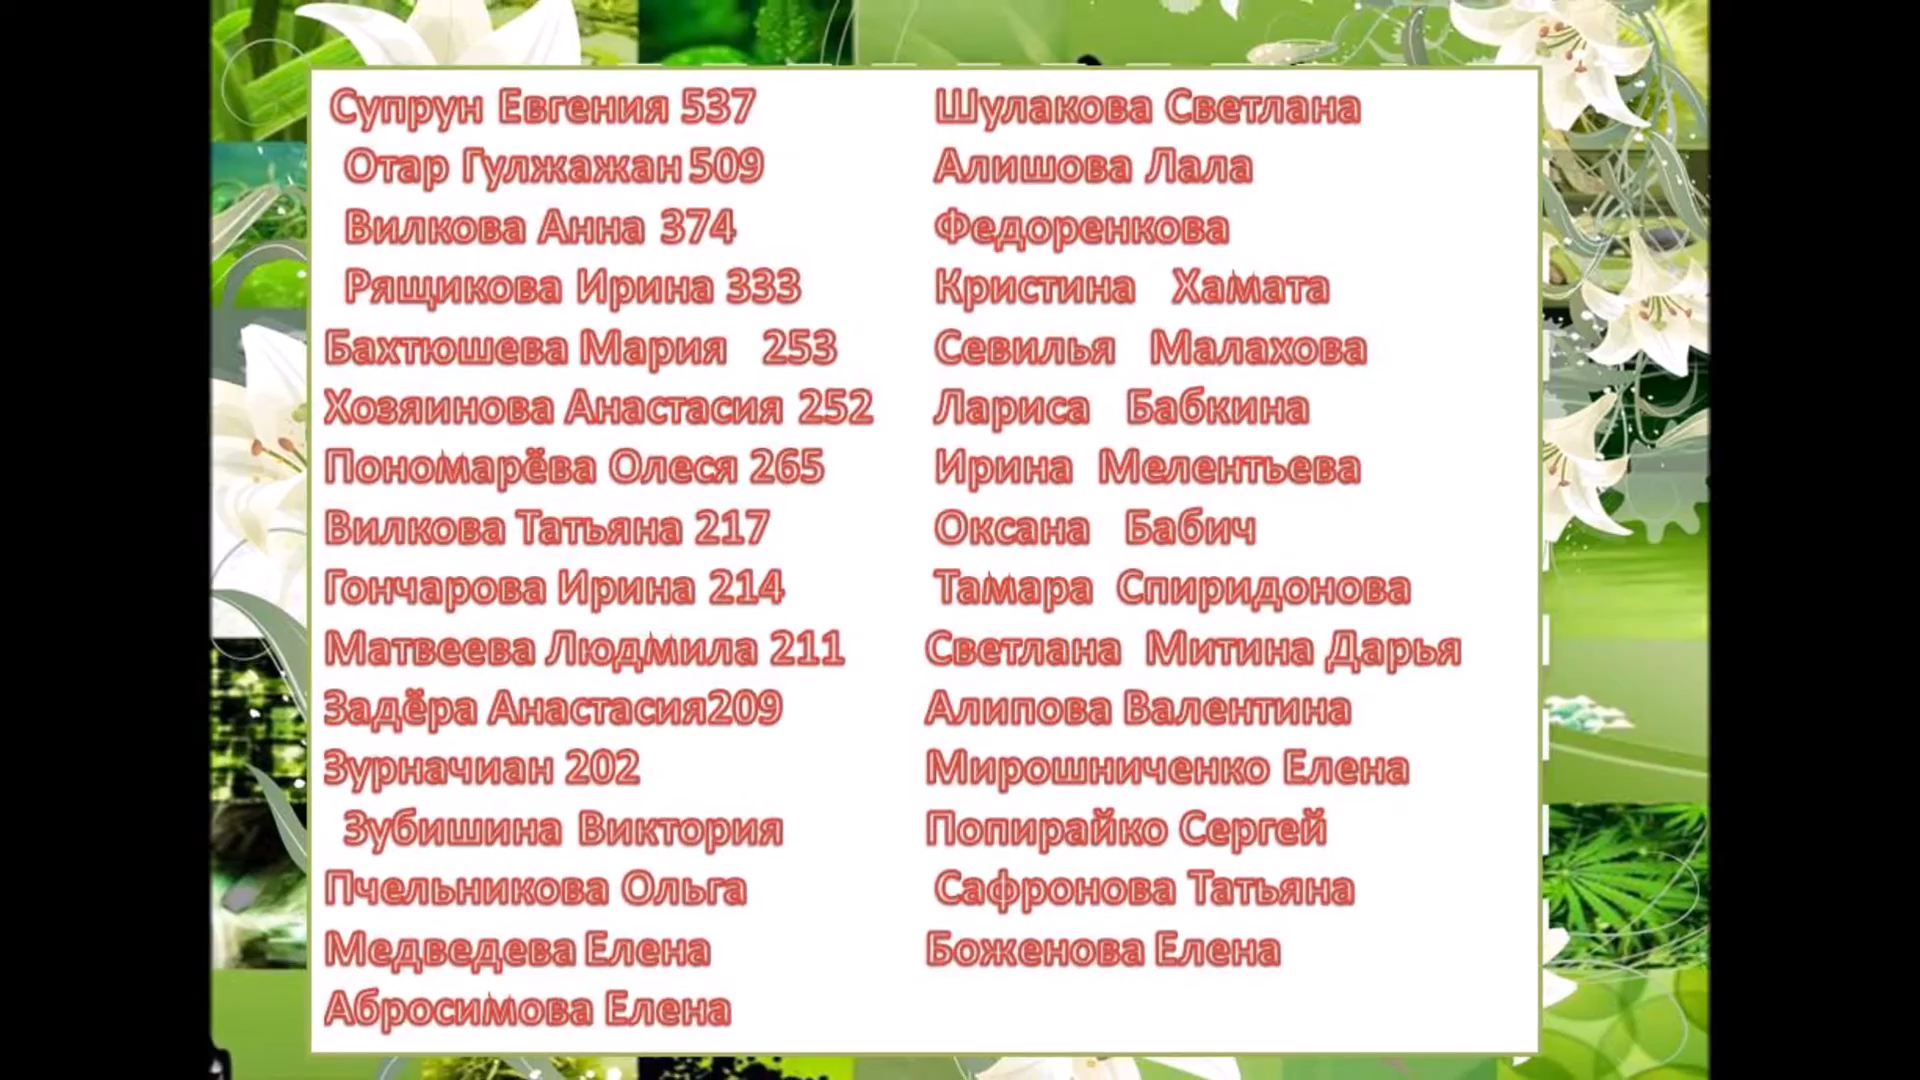 Супрун Евгения 537
Отар Гулжажан 509
Вилкова Анна 374
Рящикова Ирина 333
Бахтюшева Мария 253
Хозяинова Анастасия 252
Пономарёва Олеся 265
Вилкова Татьяна 217
Гончарова Ирина 214
Матвеева Людмила 211
Задёра Анастасия209
Зурначиан 202
Зубишина Виктория
Пчельникова Ольга
Медведева Елена
Абросимова Елена
Шулакова Светлана
Алишова Лала
Федоренкова
Кристина Хамата
Севилья Малахова
Лариса Бабкина
Ирина Мелентьева
Оксана Бабич
Тамара Спиридонова
Светлана Митина Дарья
Алипова Валентина
Мирошниченко Елена
Попирайко Сергей
Сафронова Татьяна
Боженова Елена